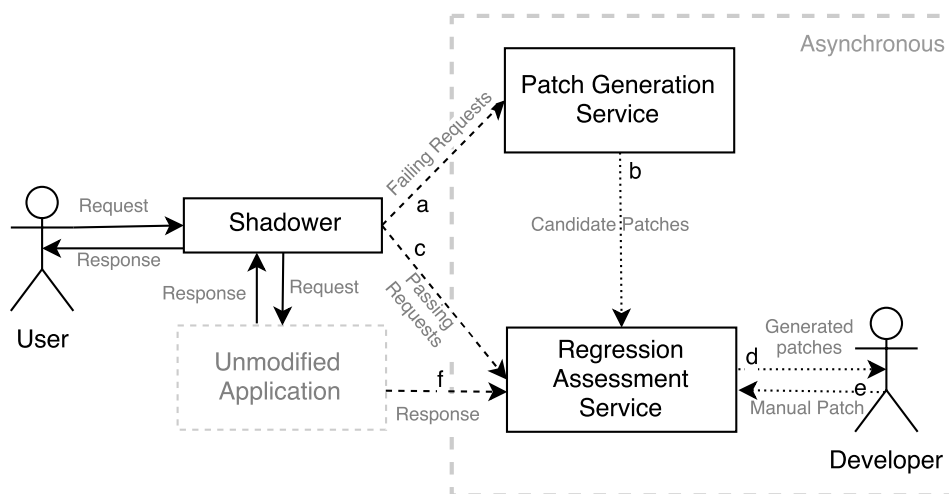 Asynchronous
Patch Generation
Service
Failing Requests
a
b
Request
Shadower
c
Candidate Patches
Response
Response
Request
Passing
Requests
User
Unmodified
Application
f
Response
Regression
Assessment
Service
Generated
patches
d
e
Manual Patch
Developer